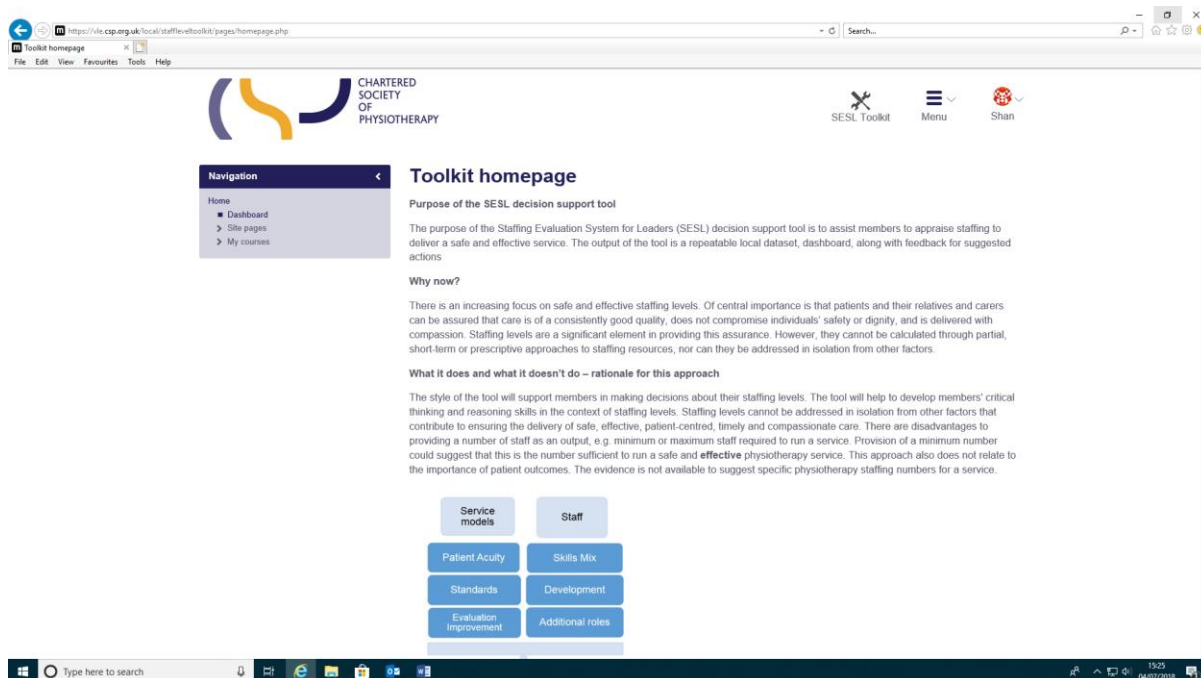 https://vle.csp.org.uk/local/staffleveltoolkit/pages/homepage.php
Search...
Toolkit homepage
File Edit View Favourites Tools Help
CHARTERED
SOCIETY
OF
PHYSIOTHERAPY
SESL Toolkit
Menu
Shan
Navigation
Home
Dashboard
Site pages
My courses
Toolkit homepage
Purpose of the SESL decision support tool
The purpose of the Staffing Evaluation System for Leaders (SESL) decision support tool is to assist members to appraise staffing to
deliver a safe and effective service. The output of the tool is a repeatable local dataset, dashboard, along with feedback for suggested
actions
Why now?
There is an increasing focus on safe and effective staffing levels. Of central importance is that patients and their relatives and carers
can be assured that care is of a consistently good quality, does not compromise individuals' safety or dignity, and is delivered with
compassion. Staffing levels are a significant element in providing this assurance. However, they cannot be calculated through partial,
short-term or prescriptive approaches to staffing resources, nor can they be addressed in isolation from other factors.
What it does and what it doesn't do – rationale for this approach
The style of the tool will support members in making decisions about their staffing levels. The tool will help to develop members' critical
thinking and reasoning skills in the context of staffing levels. Staffing levels cannot be addressed in isolation from other factors that
contribute to ensuring the delivery of safe, effective, patient-centred, timely and compassionate care. There are disadvantages to
providing a number of staff as an output, e.g. minimum or maximum staff required to run a service. Provision of a minimum number
could suggest that this is the number sufficient to run a safe and effective physiotherapy service. This approach also does not relate to
the importance of patient outcomes. The evidence is not available to suggest specific physiotherapy staffing numbers for a service.
Service
models
Staff
Patient Acuity
Skills Mix
Standards
Development
Evaluation
Improvement
Additional roles
Type here to search
15:25
04/07/2018